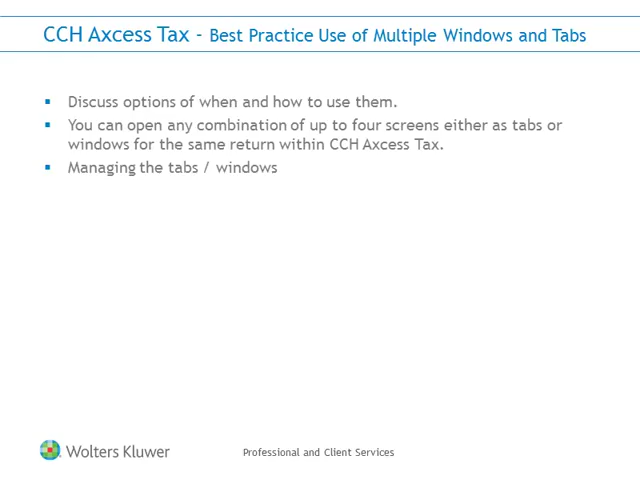 CCH Axcess Tax - Best Practice Use of Multiple Windows and Tabs
Discuss options of when and how to use them.
You can open any combination of up to four screens either as tabs or
windows for the same return within CCH Axcess Tax.
Managing the tabs / windows
Wolters Kluwer
Professional and Client Services